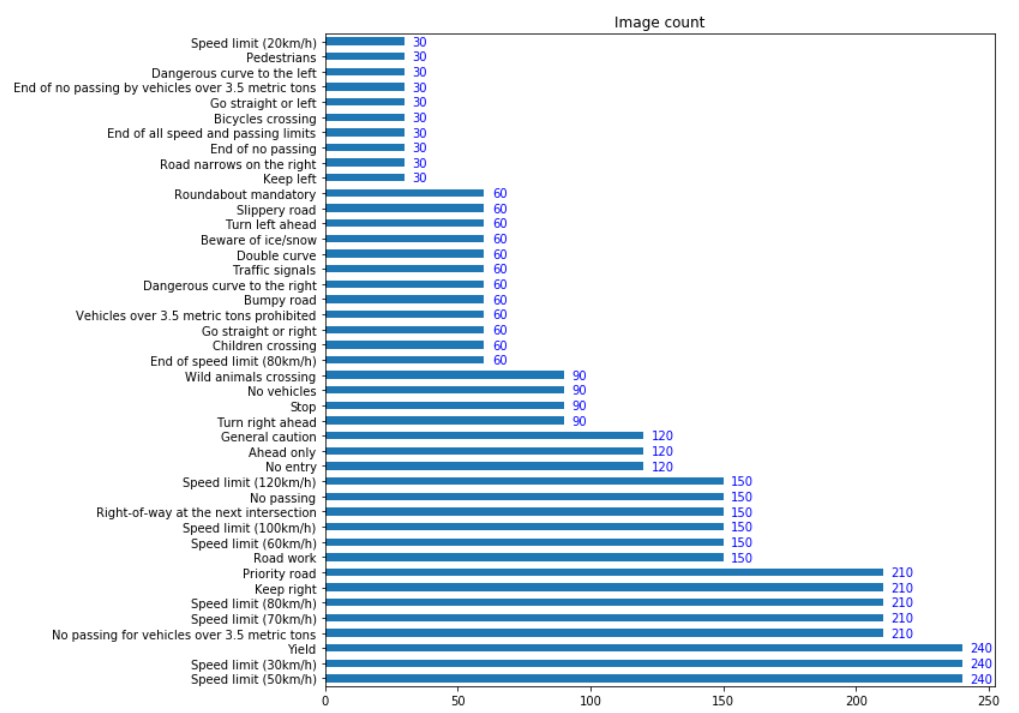 Image count
Speed limit (20km/h) 30
Pedestrians 30
Dangerous curve to the left 30
End of no passing by vehicles over 3.5 metric tons 30
Go straight or left 30
Bicycles crossing 30
End of all speed and passing limits 30
End of no passing 30
Road narrows on the right 30
Keep left 30
Roundabout mandatory 60
Slippery road 60
Turn left ahead 60
Beware of ice/snow 60
Double curve 60
Traffic signals 60
Dangerous curve to the right 60
Bumpy road 60
Vehicles over 3.5 metric tons prohibited 60
Go straight or right 60
Children crossing 60
End of speed limit (80km/h) 60
Wild animals crossing 90
No vehicles 90
Stop 90
Turn right ahead 90
General caution 120
Ahead only 120
No entry 120
Speed limit (120km/h) 150
No passing 150
Right-of-way at the next intersection 150
Speed limit (100km/h) 150
Speed limit (60km/h) 150
Road work 150
Priority road 210
Keep right 210
Speed limit (80km/h) 210
Speed limit (70km/h) 210
No passing for vehicles over 3.5 metric tons 210
Yield 240
Speed limit (30km/h) 240
Speed limit (50km/h) 240
0 50 100 150 200 250